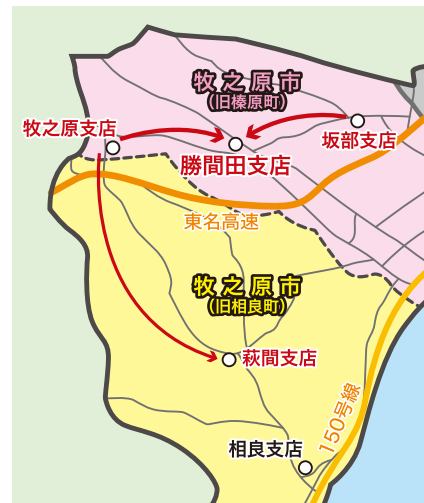 牧之原市
（旧榛原町）
牧之原支店
坂部支店
勝間田支店
東名高速
牧之原市
（旧相良町）
萩間支店
150号線
相良支店